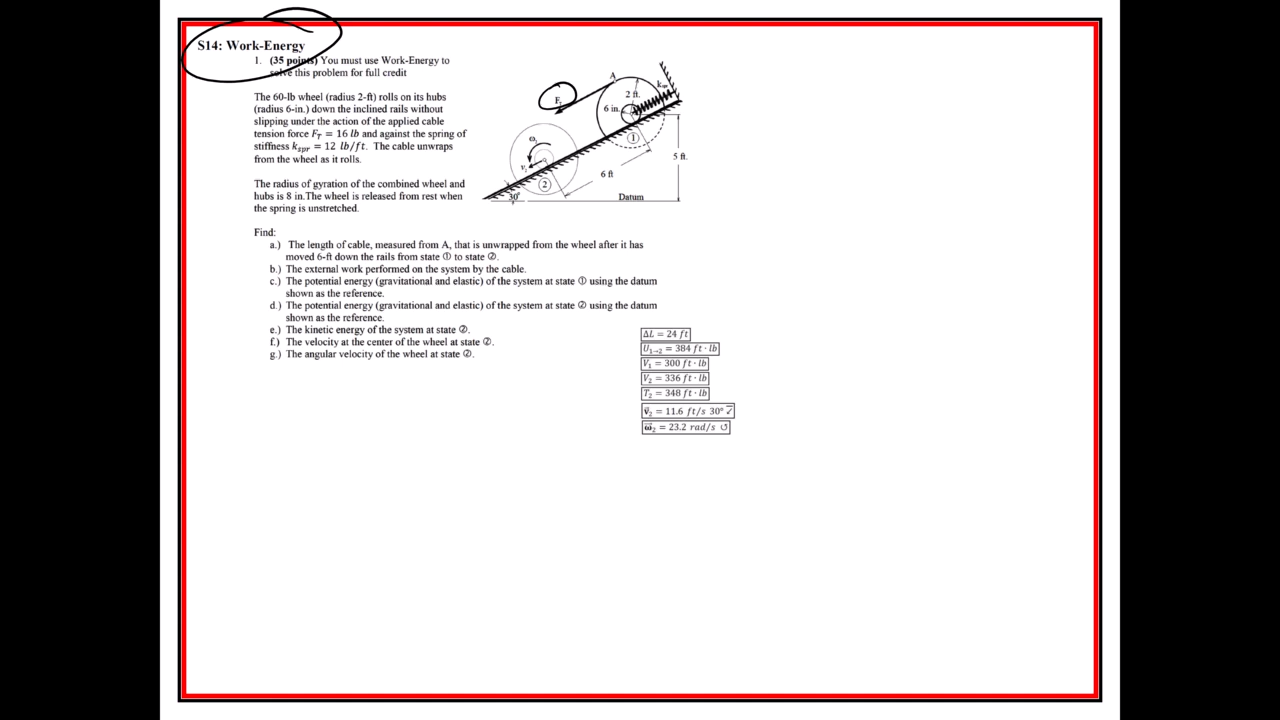 S14: Work-Energy
1. (35 points) You must use Work-Energy to
solve this problem for full credit
The 60-lb wheel (radius 2-ft) rolls on its hubs
(radius 6-in.) down the inclined rails without
slipping under the action of the applied cable
tension force F_T = 16 lb and against the spring of
stiffness k_spr = 12 lb/ft. The cable unwraps
from the wheel as it rolls.
The radius of gyration of the combined wheel and
hubs is 8 in.The wheel is released from rest when
the spring is unstretched.
A
k_spr
F_T
2 ft.
6 in.
①
ω₂
5 ft.
v₂
6 ft
②
30°
Datum
Find:
a.) The length of cable, measured from A, that is unwrapped from the wheel after it has
moved 6-ft down the rails from state ① to state ②.
b.) The external work performed on the system by the cable.
c.) The potential energy (gravitational and elastic) of the system at state ① using the datum
shown as the reference.
d.) The potential energy (gravitational and elastic) of the system at state ② using the datum
shown as the reference.
e.) The kinetic energy of the system at state ②.
f.) The velocity at the center of the wheel at state ②.
g.) The angular velocity of the wheel at state ②.
ΔL = 24 ft
U₁→₂ = 384 ft · lb
V₁ = 300 ft · lb
V₂ = 336 ft · lb
T₂ = 348 ft · lb
v⃗₂ = 11.6 ft/s 30° ↙
ω⃗₂ = 23.2 rad/s ↺